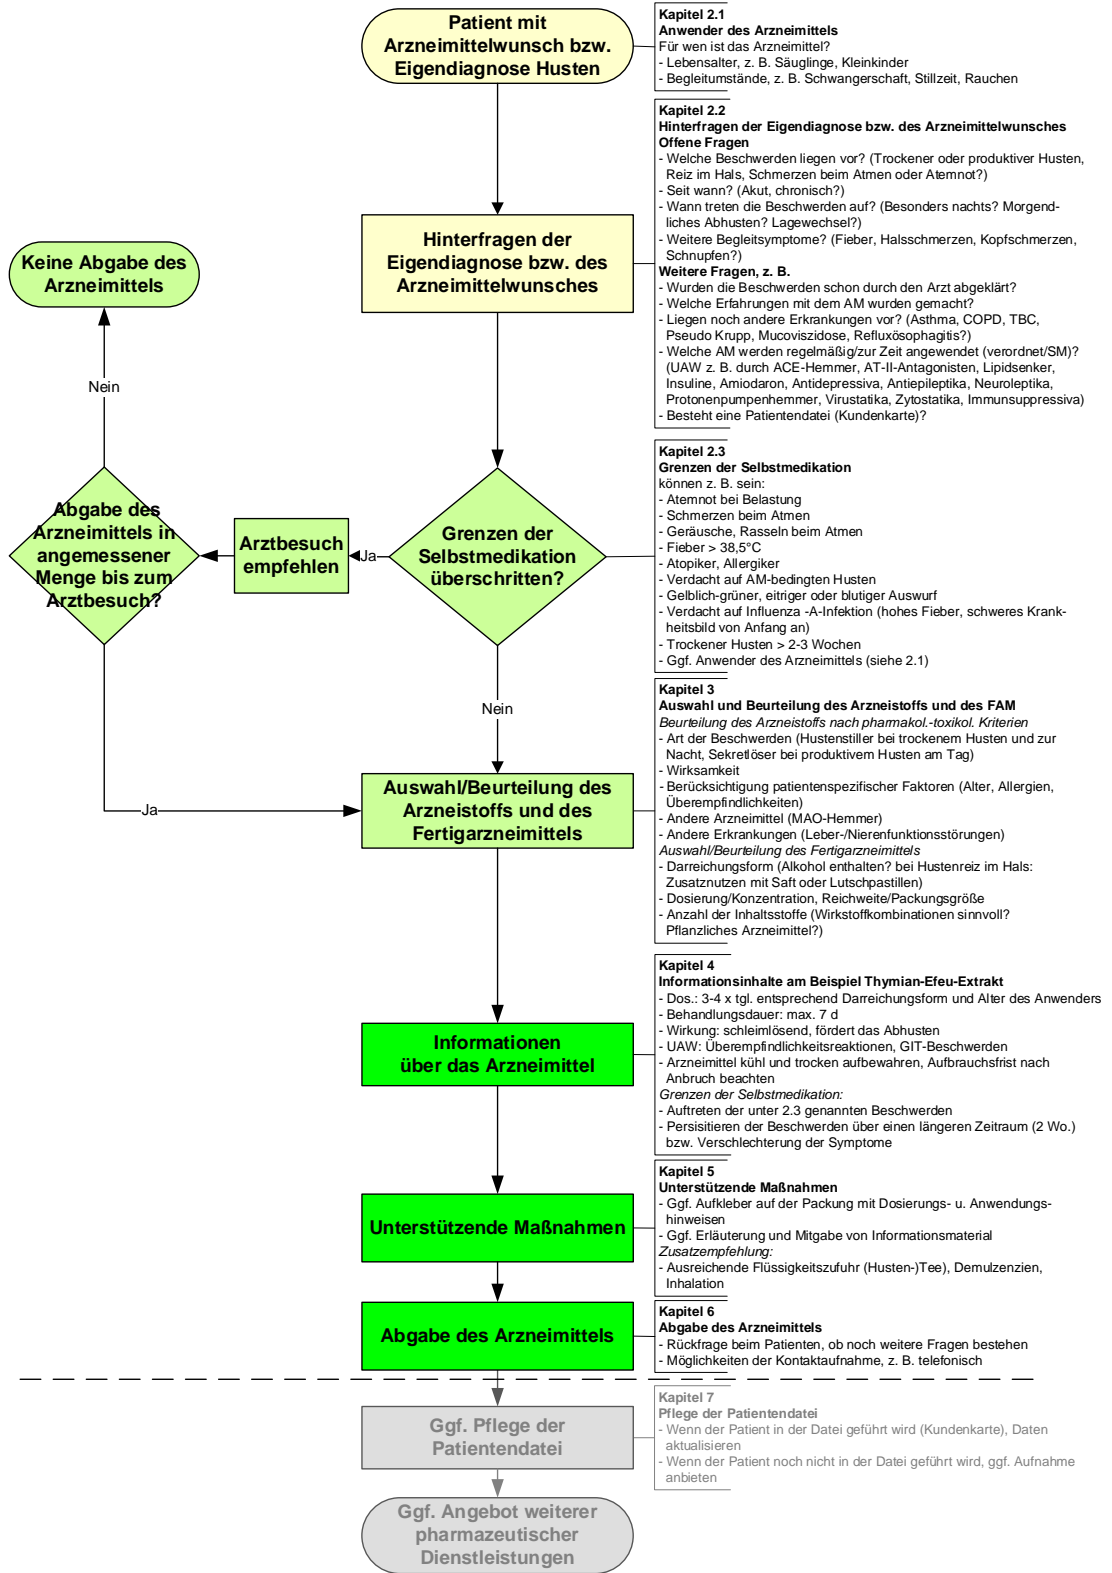 Patient mit
Arzneimittelwunsch bzw.
Eigendiagnose Husten
Kapitel 2.1
Anwender des Arzneimittels
Für wen ist das Arzneimittel?
- Lebensalter, z. B. Säuglinge, Kleinkinder
- Begleitumstände, z. B. Schwangerschaft, Stillzeit, Rauchen
Hinterfragen der
Eigendiagnose bzw. des
Arzneimittelwunsches
Kapitel 2.2
Hinterfragen der Eigendiagnose bzw. des Arzneimittelwunsches
Offene Fragen
- Welche Beschwerden liegen vor? (Trockener oder produktiver Husten,
Reiz im Hals, Schmerzen beim Atmen oder Atemnot?)
- Seit wann? (Akut, chronisch?)
- Wann treten die Beschwerden auf? (Besonders nachts? Morgend-
liches Abhusten? Lagewechsel?)
- Weitere Begleitsymptome? (Fieber, Halsschmerzen, Kopfschmerzen,
Schnupfen?)
Weitere Fragen, z. B.
- Wurden die Beschwerden schon durch den Arzt abgeklärt?
- Welche Erfahrungen mit dem AM wurden gemacht?
- Liegen noch andere Erkrankungen vor? (Asthma, COPD, TBC,
Pseudo Krupp, Mucoviszidose, Refluxösophagitis?)
- Welche AM werden regelmäßig/zur Zeit angewendet (verordnet/SM)?
(UAW z. B. durch ACE-Hemmer, AT-II-Antagonisten, Lipidsenker,
Insuline, Amiodaron, Antidepressiva, Antiepileptika, Neuroleptika,
Protonenpumpenhemmer, Virustatika, Zytostatika, Immunsuppressiva)
- Besteht eine Patientendatei (Kundenkarte)?
Keine Abgabe des
Arzneimittels
Nein
Abgabe des
Arzneimittels in
angemessener
Menge bis zum
Arztbesuch?
Arztbesuch
empfehlen
Ja
Grenzen der
Selbstmedikation
überschritten?
Kapitel 2.3
Grenzen der Selbstmedikation
können z. B. sein:
- Atemnot bei Belastung
- Schmerzen beim Atmen
- Geräusche, Rasseln beim Atmen
- Fieber > 38,5°C
- Atopiker, Allergiker
- Verdacht auf AM-bedingten Husten
- Gelblich-grüner, eitriger oder blutiger Auswurf
- Verdacht auf Influenza -A-Infektion (hohes Fieber, schweres Krank-
heitsbild von Anfang an)
- Trockener Husten > 2-3 Wochen
- Ggf. Anwender des Arzneimittels (siehe 2.1)
Nein
Ja
Auswahl/Beurteilung des
Arzneistoffs und des
Fertigarzneimittels
Kapitel 3
Auswahl und Beurteilung des Arzneistoffs und des FAM
Beurteilung des Arzneistoffs nach pharmakol.-toxikol. Kriterien
- Art der Beschwerden (Hustenstiller bei trockenem Husten und zur
Nacht, Sekretlöser bei produktivem Husten am Tag)
- Wirksamkeit
- Berücksichtigung patientenspezifischer Faktoren (Alter, Allergien,
Überempfindlichkeiten)
- Andere Arzneimittel (MAO-Hemmer)
- Andere Erkrankungen (Leber-/Nierenfunktionsstörungen)
Auswahl/Beurteilung des Fertigarzneimittels
- Darreichungsform (Alkohol enthalten? bei Hustenreiz im Hals:
Zusatznutzen mit Saft oder Lutschpastillen)
- Dosierung/Konzentration, Reichweite/Packungsgröße
- Anzahl der Inhaltsstoffe (Wirkstoffkombinationen sinnvoll?
Pflanzliches Arzneimittel?)
Informationen
über das Arzneimittel
Kapitel 4
Informationsinhalte am Beispiel Thymian-Efeu-Extrakt
- Dos.: 3-4 x tgl. entsprechend Darreichungsform und Alter des Anwenders
- Behandlungsdauer: max. 7 d
- Wirkung: schleimlösend, fördert das Abhusten
- UAW: Überempfindlichkeitsreaktionen, GIT-Beschwerden
- Arzneimittel kühl und trocken aufbewahren, Aufbrauchsfrist nach
Anbruch beachten
Grenzen der Selbstmedikation:
- Auftreten der unter 2.3 genannten Beschwerden
- Persisitieren der Beschwerden über einen längeren Zeitraum (2 Wo.)
bzw. Verschlechterung der Symptome
Unterstützende Maßnahmen
Kapitel 5
Unterstützende Maßnahmen
- Ggf. Aufkleber auf der Packung mit Dosierungs- u. Anwendungs-
hinweisen
- Ggf. Erläuterung und Mitgabe von Informationsmaterial
Zusatzempfehlung:
- Ausreichende Flüssigkeitszufuhr (Husten-)Tee), Demulzenzien,
Inhalation
Abgabe des Arzneimittels
Kapitel 6
Abgabe des Arzneimittels
- Rückfrage beim Patienten, ob noch weitere Fragen bestehen
- Möglichkeiten der Kontaktaufnahme, z. B. telefonisch
Ggf. Pflege der
Patientendatei
Kapitel 7
Pflege der Patientendatei
- Wenn der Patient in der Datei geführt wird (Kundenkarte), Daten
aktualisieren
- Wenn der Patient noch nicht in der Datei geführt wird, ggf. Aufnahme
anbieten
Ggf. Angebot weiterer
pharmazeutischer
Dienstleistungen